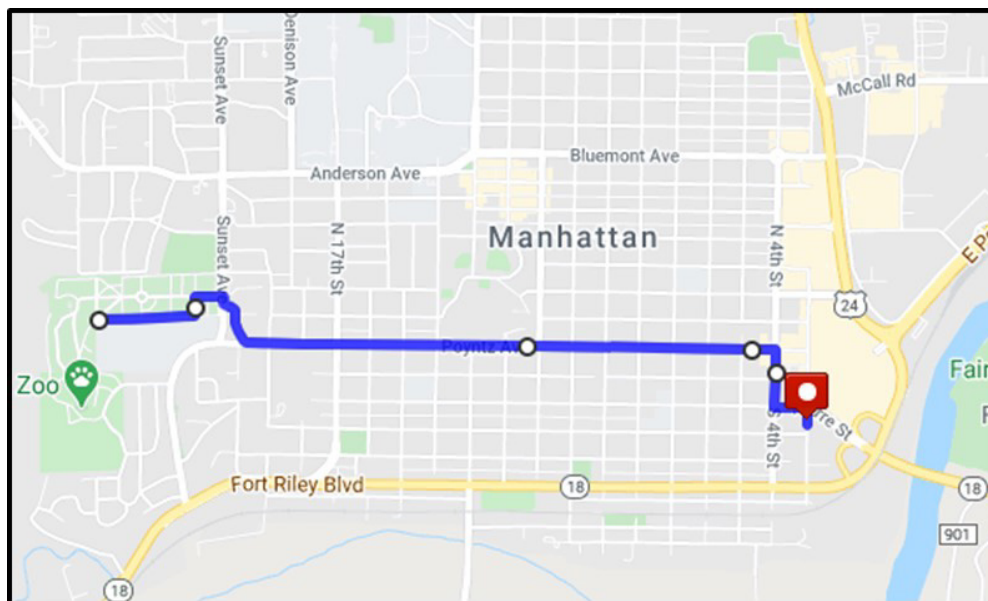 Sunset Ave
Denison Ave
McCall Rd
Bluemont Ave
Anderson Ave
Manhattan
Sunset Ave
N 17th St
N 4th St
24
Poyntz Ave
Zoo
S 4th St
St
Fort Riley Blvd
18
18
18
901